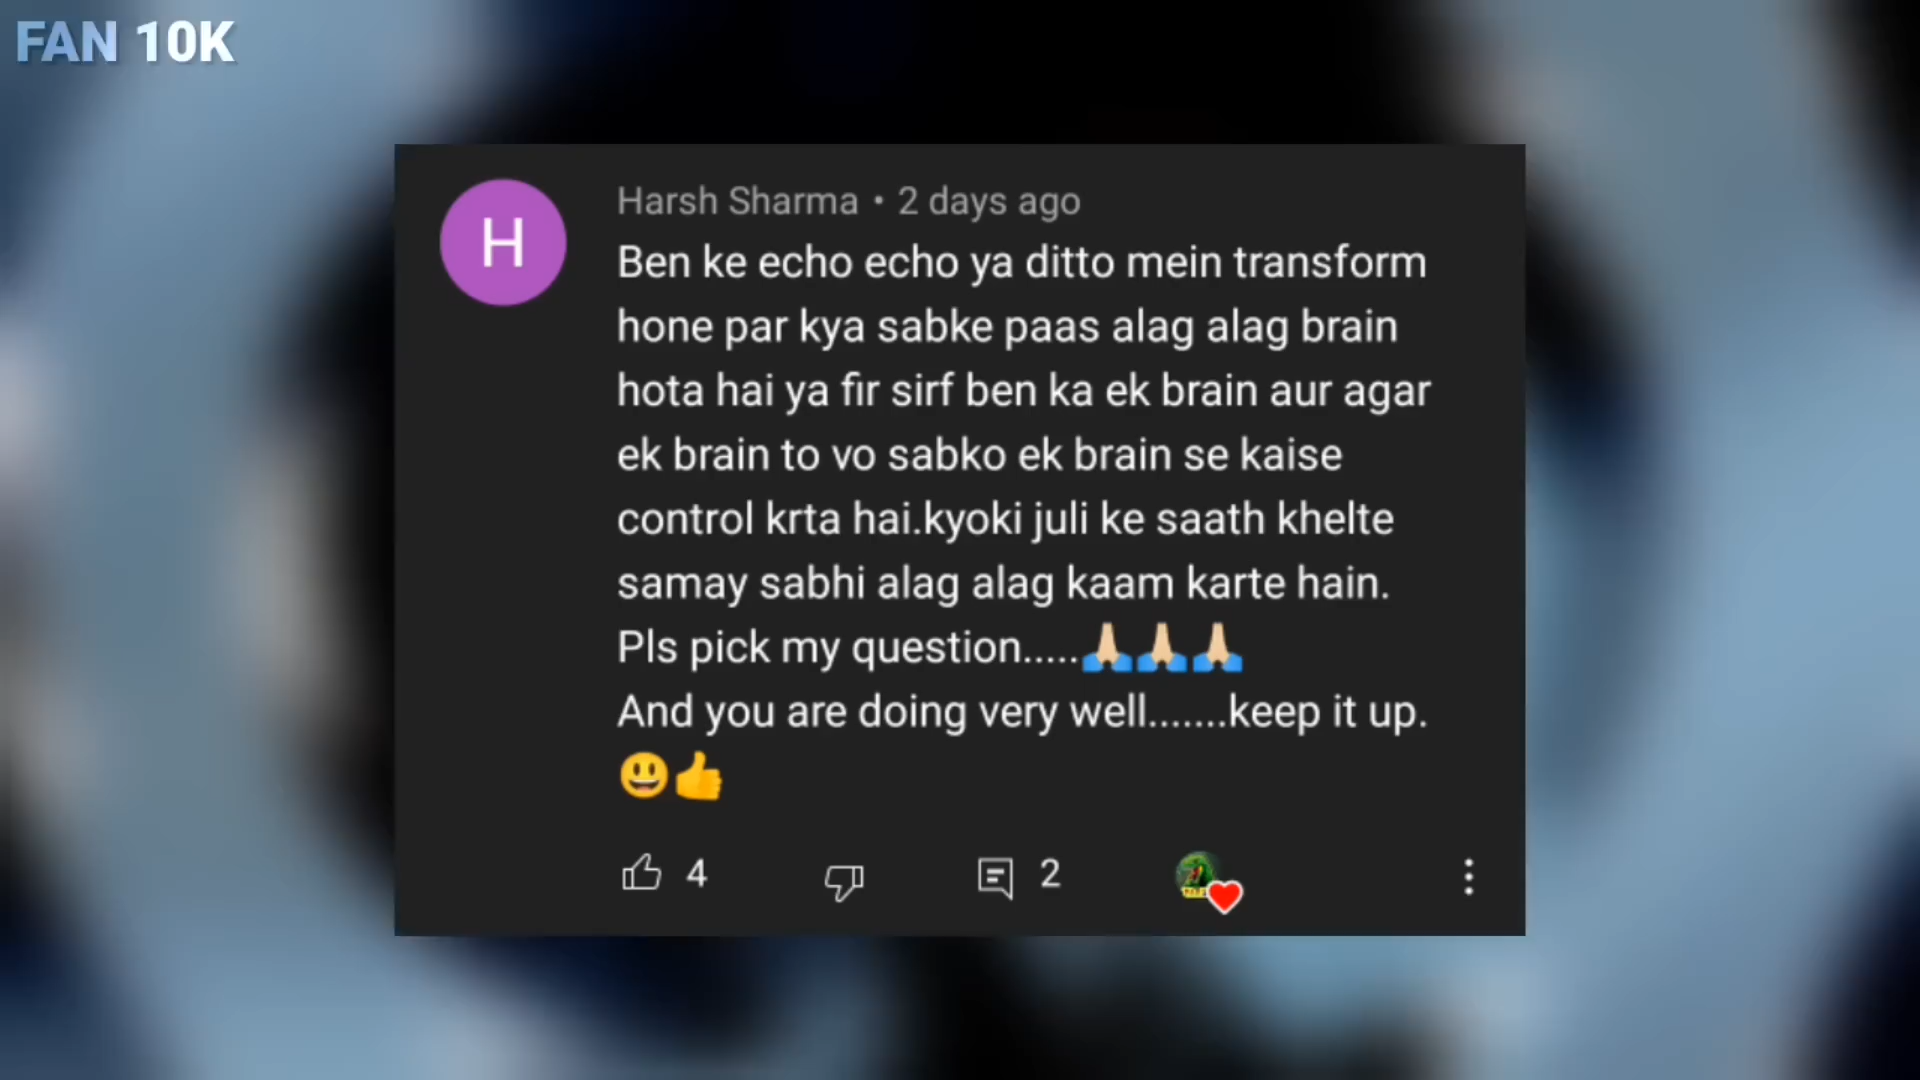 FAN 10K
Harsh Sharma • 2 days ago
Ben ke echo echo ya ditto mein transform
hone par kya sabke paas alag alag brain
hota hai ya fir sirf ben ka ek brain aur agar
ek brain to vo sabko ek brain se kaise
control krta hai.kyoki juli ke saath khelte
samay sabhi alag alag kaam karte hain.
Pls pick my question.....🙏🏼🙏🏼🙏🏼
And you are doing very well.......keep it up.
😃👍
4 2
H